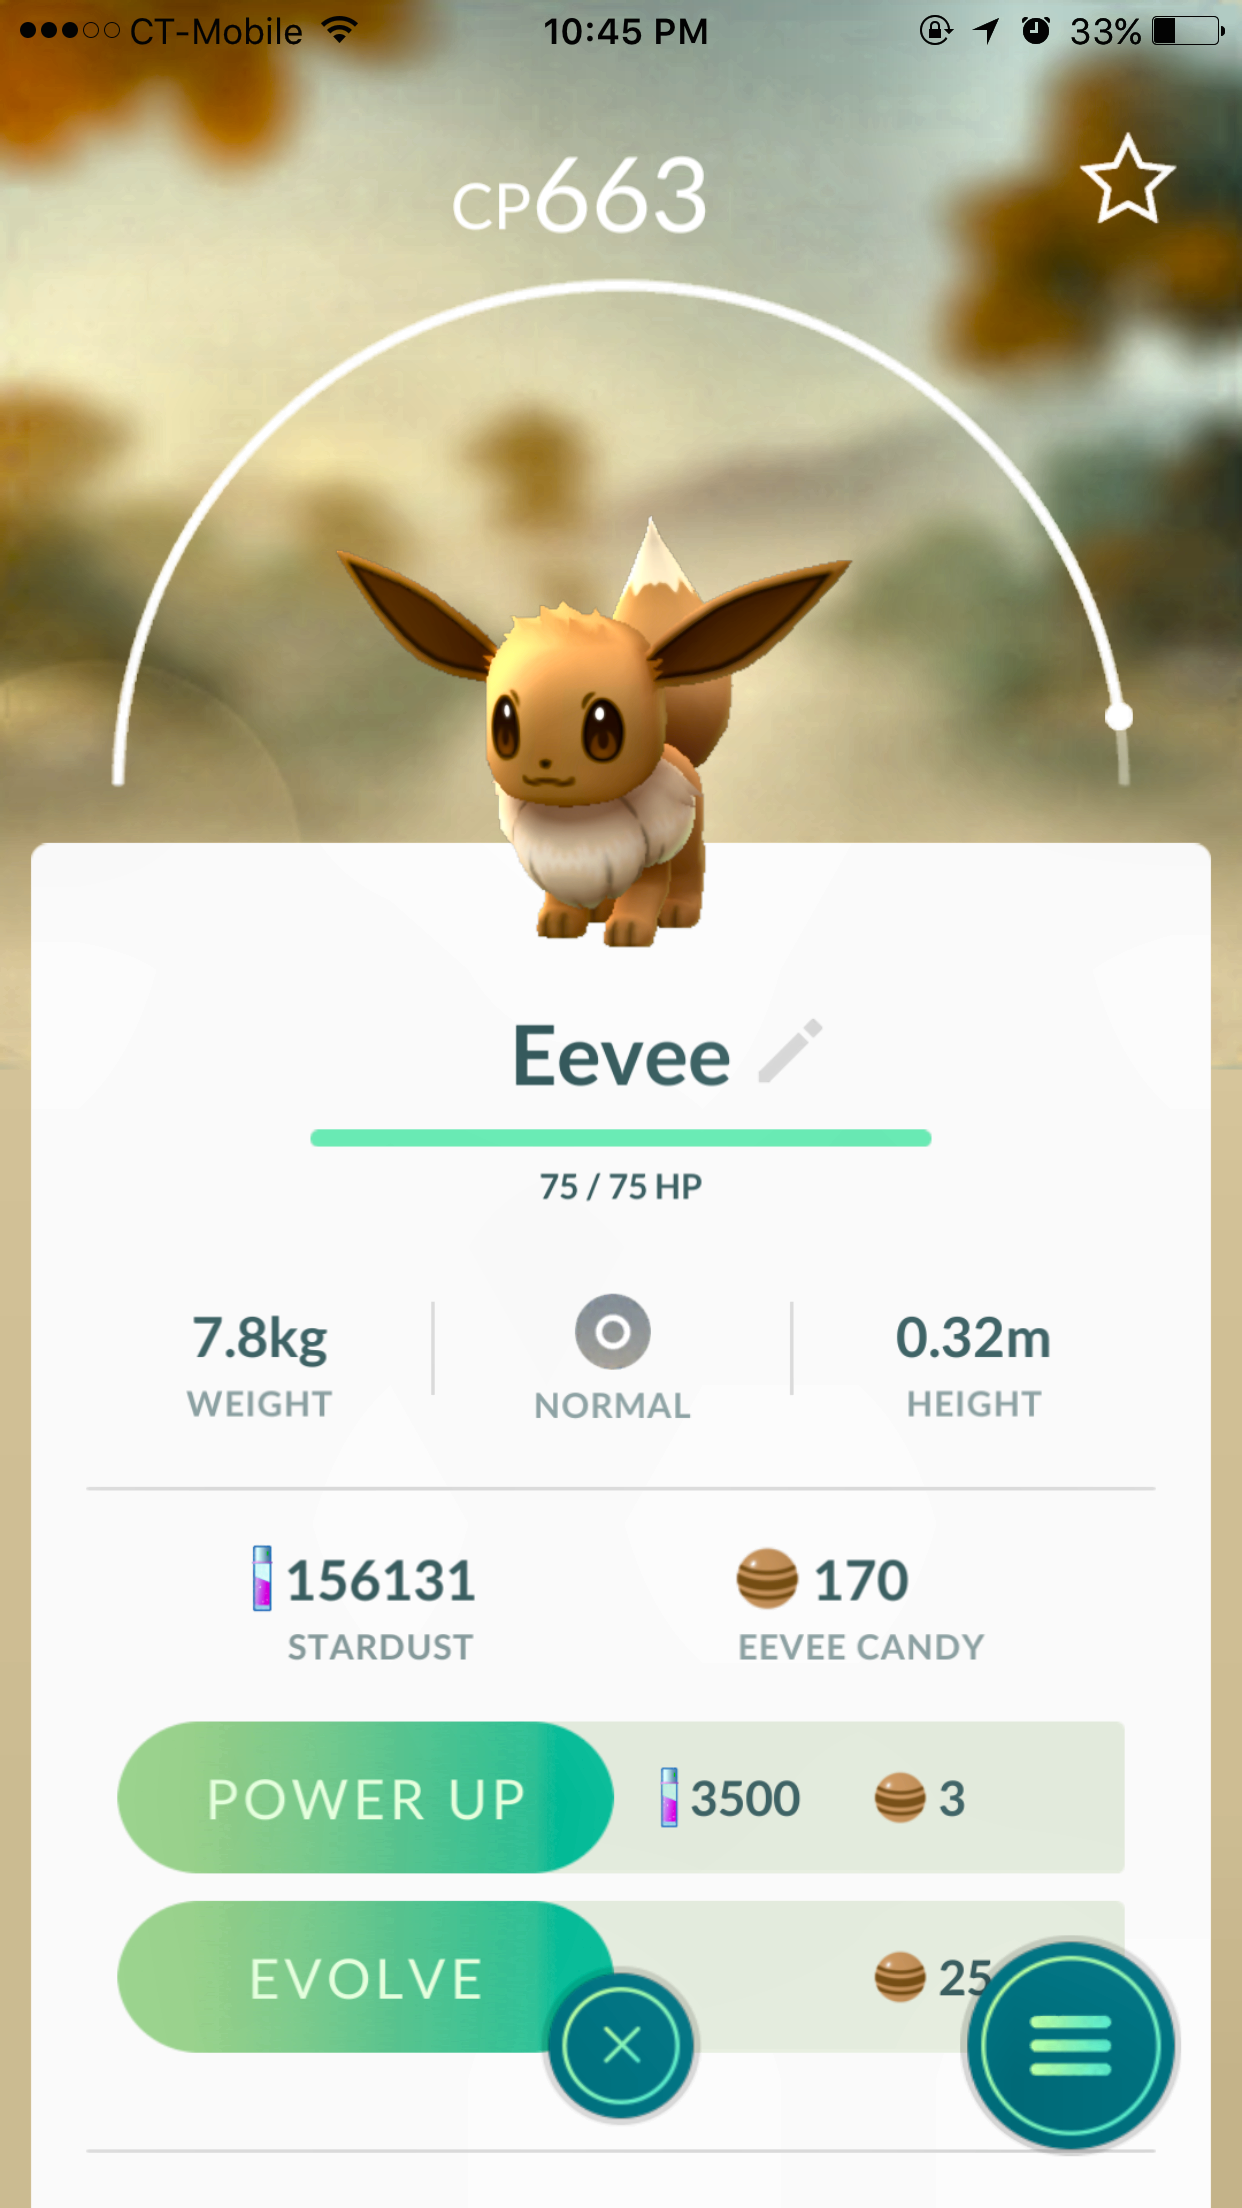 CT-Mobile 10:45 PM 33%
CP663
Eevee
75 / 75 HP
7.8kg 0.32m
WEIGHT NORMAL HEIGHT
156131 170
STARDUST EEVEE CANDY
POWER UP 3500 3
EVOLVE 25